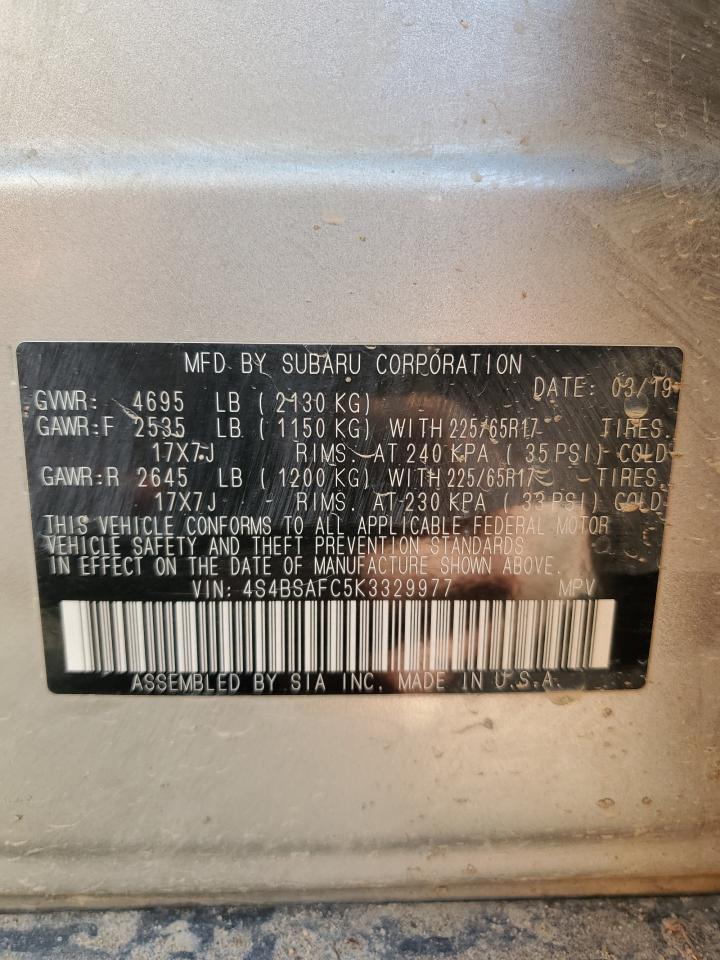 MFD BY SUBARU CORPORATION
DATE: 03/19
GVWR: 4695 LB ( 2130 KG)
GAWR:F 2535 LB ( 1150 KG) WITH 225/65R17 TIRES,
17X7J RIMS, AT 240 KPA ( 35 PSI) COLD
GAWR:R 2645 LB ( 1200 KG) WITH 225/65R17 TIRES,
17X7J RIMS. AT 230 KPA ( 33 PSI) COLD
THIS VEHICLE CONFORMS TO ALL APPLICABLE FEDERAL MOTOR
VEHICLE SAFETY AND THEFT PREVENTION STANDARDS
IN EFFECT ON THE DATE OF MANUFACTURE SHOWN ABOVE.
VIN: 4S4BSAFC5K3329977 MPV
ASSEMBLED BY SIA INC. MADE IN U.S.A.